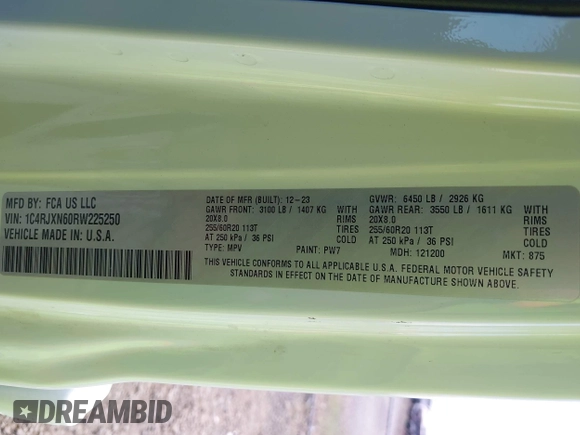 MFD BY: FCA US LLC
VIN: 1C4RJXN60RW225250
VEHICLE MADE IN: U.S.A.
DATE OF MFR (BUILT): 12-23
GAWR FRONT: 3100 LB / 1407 KG WITH
20X8.0 RIMS
255/60R20 113T TIRES
AT 250 kPa / 36 PSI COLD
TYPE: MPV PAINT: PW7
GVWR: 6450 LB / 2926 KG
GAWR REAR: 3550 LB / 1611 KG WITH
20X8.0 RIMS
255/60R20 113T TIRES
AT 250 kPa / 36 PSI COLD
MDH: 121200 MKT: 875
THIS VEHICLE CONFORMS TO ALL APPLICABLE U.S.A. FEDERAL MOTOR VEHICLE SAFETY
STANDARDS IN EFFECT ON THE DATE OF MANUFACTURE SHOWN ABOVE.
DREAMBID